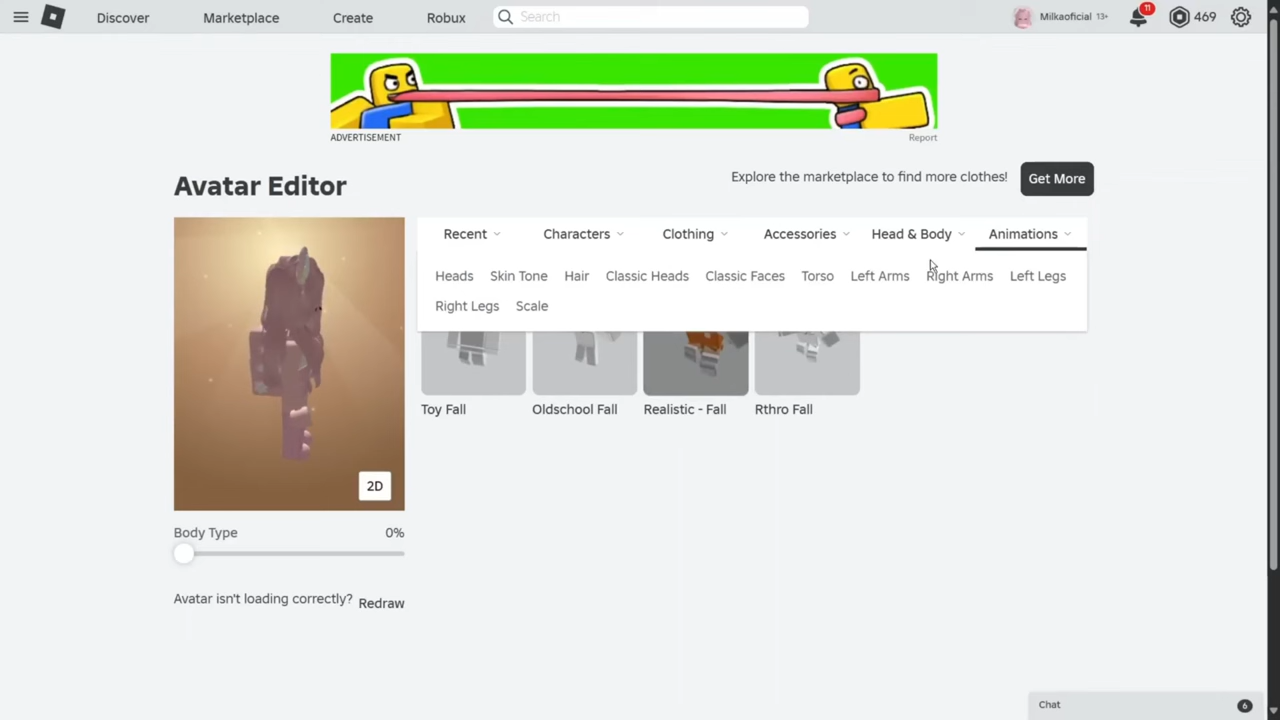 Discover Marketplace Create Robux Search Milkaoficial 13+ 11 469
ADVERTISEMENT Report
Avatar Editor Explore the marketplace to find more clothes! Get More
Recent Characters Clothing Accessories Head & Body Animations
Heads Skin Tone Hair Classic Heads Classic Faces Torso Left Arms Right Arms Left Legs
Right Legs Scale
Toy Fall Oldschool Fall Realistic - Fall Rthro Fall
2D
Body Type 0%
Avatar isn't loading correctly? Redraw
Chat 6